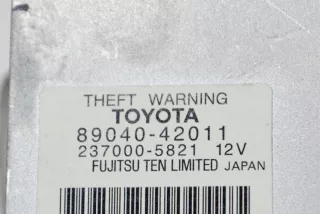 THEFT WARNING
TOYOTA
89040-42011
237000-5821 12V
FUJITSU TEN LIMITED JAPAN